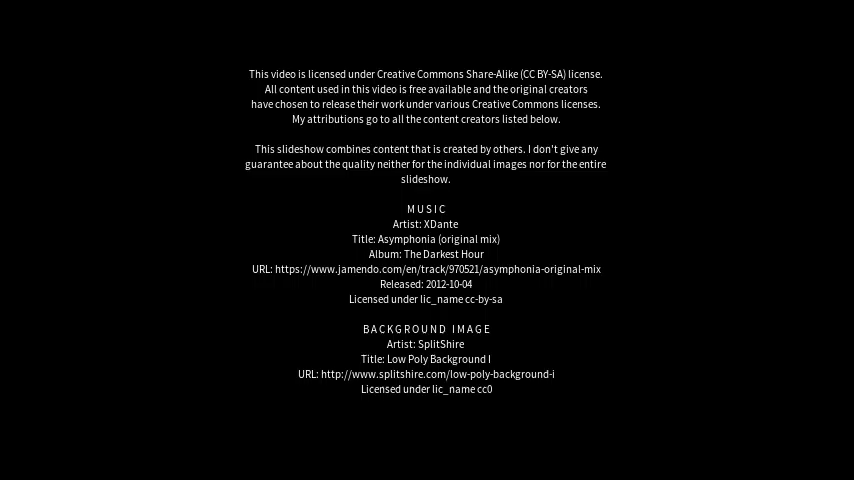 This video is licensed under Creative Commons Share-Alike (CC BY-SA) license.
All content used in this video is free available and the original creators
have chosen to release their work under various Creative Commons licenses.
My attributions go to all the content creators listed below.
This slideshow combines content that is created by others. I don't give any
guarantee about the quality neither for the individual images nor for the entire
slideshow.
MUSIC
Artist: XDante
Title: Asymphonia (original mix)
Album: The Darkest Hour
URL: https://www.jamendo.com/en/track/970521/asymphonia-original-mix
Released: 2012-10-04
Licensed under lic_name cc-by-sa
BACKGROUND IMAGE
Artist: SplitShire
Title: Low Poly Background I
URL: http://www.splitshire.com/low-poly-background-i
Licensed under lic_name cc0